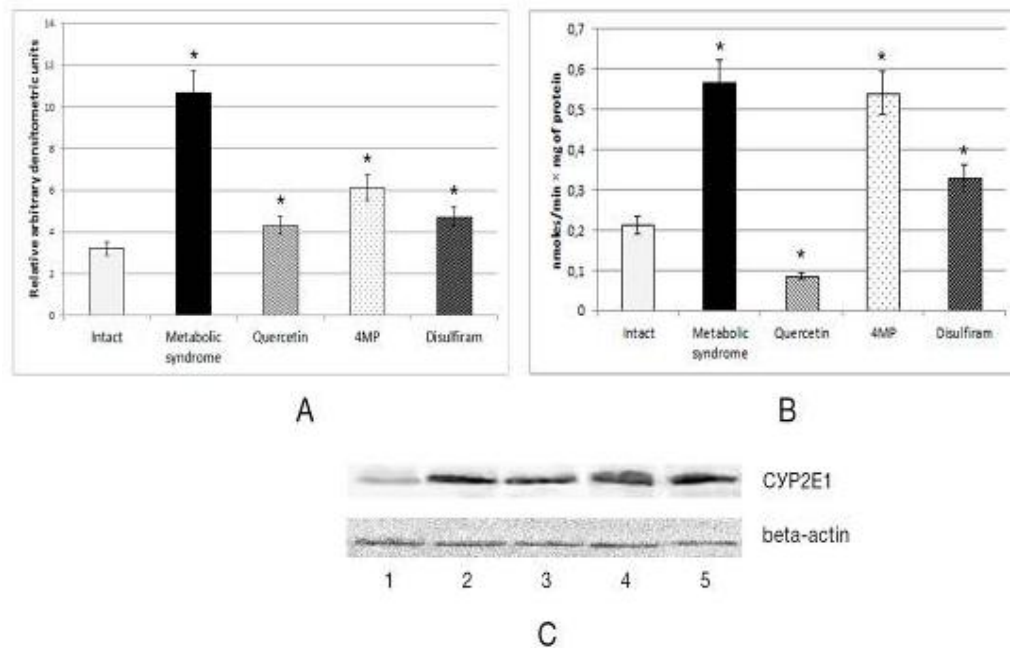 Relative arbitrary densitometric units
14
12
10
8
6
4
2
0
*
*
*
*
Intact
Metabolic
syndrome
Quercetin
4MP
Disulfiram
A
nmoles/min × mg of protein
0,7
0,6
0,5
0,4
0,3
0,2
0,1
0
*
*
*
*
Intact
Metabolic
syndrome
Quercetin
4MP
Disulfiram
B
CYP2E1
beta-actin
1 2 3 4 5
C